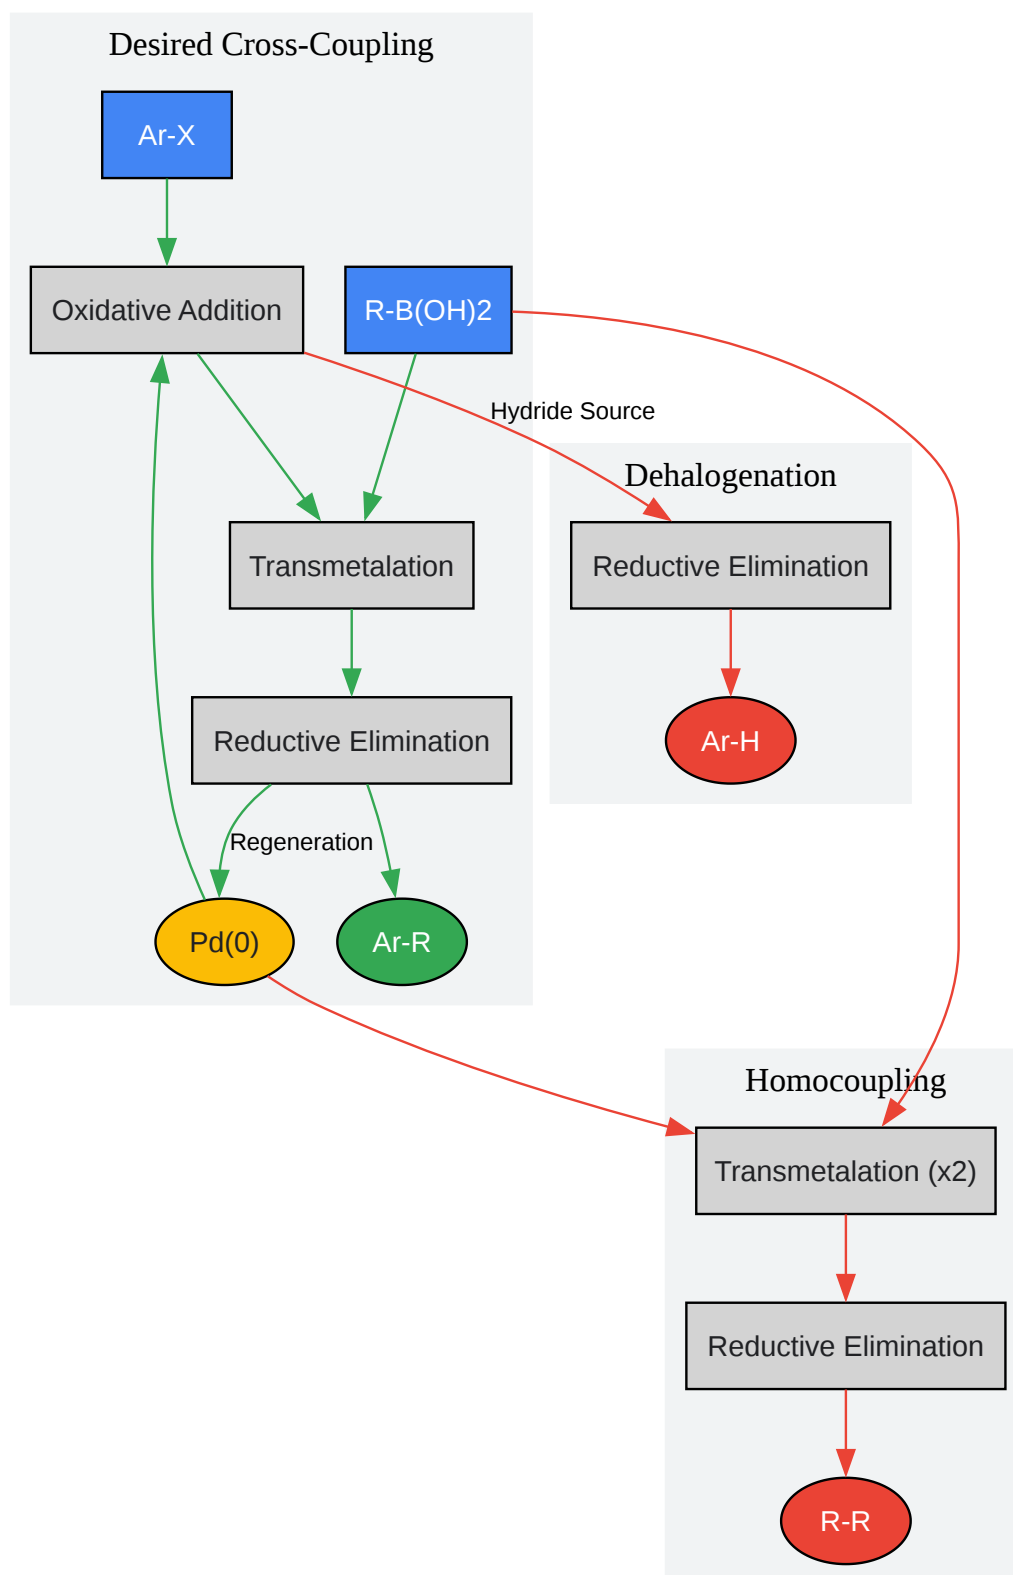 Desired Cross-Coupling
Ar-X
Oxidative Addition
R-B(OH)2
Hydride Source
Dehalogenation
Transmetalation
Reductive Elimination
Reductive Elimination
Ar-H
Regeneration
Pd(0)
Ar-R
Homocoupling
Transmetalation (x2)
Reductive Elimination
R-R